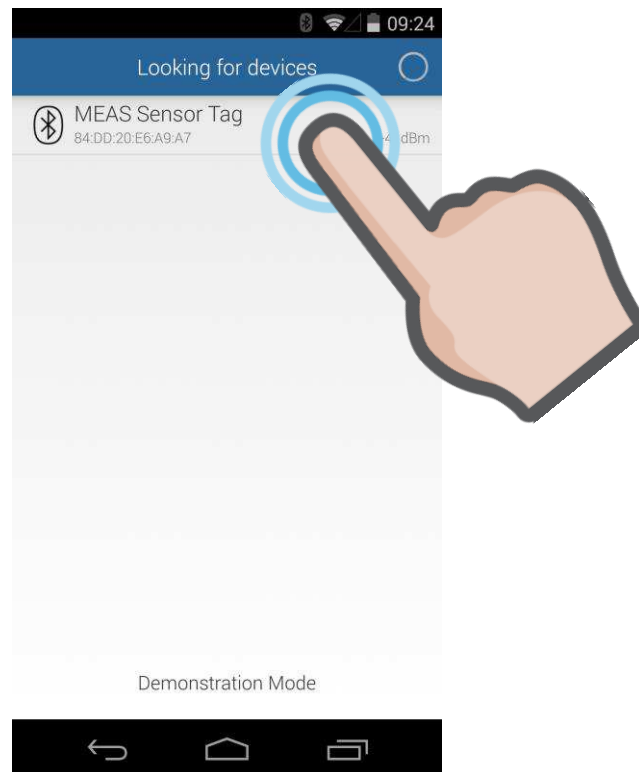 09:24
Looking for devices
MEAS Sensor Tag
84:DD:20:E6:A9:A7
dBm
Demonstration Mode